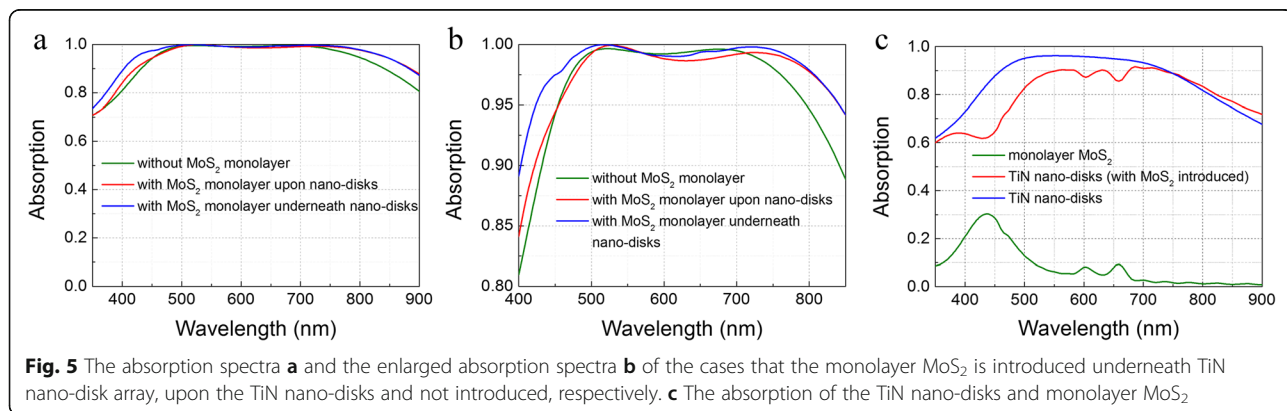 a
1.0
0.8
0.6
0.4
0.2
0.0
Absorption
without MoS₂ monolayer
with MoS₂ monolayer upon nano-disks
with MoS₂ monolayer underneath nano-disks
400 500 600 700 800 900
Wavelength (nm)
b
1.00
0.95
0.90
0.85
0.80
Absorption
without MoS₂ monolayer
with MoS₂ monolayer upon nano-disks
with MoS₂ monolayer underneath
nano-disks
400 500 600 700 800
Wavelength (nm)
c
1.0
0.8
0.6
0.4
0.2
0.0
Absorption
monolayer MoS₂
TiN nano-disks (with MoS₂ introduced)
TiN nano-disks
400 500 600 700 800 900
Wavelength (nm)
Fig. 5 The absorption spectra a and the enlarged absorption spectra b of the cases that the monolayer MoS₂ is introduced underneath TiN
nano-disk array, upon the TiN nano-disks and not introduced, respectively. c The absorption of the TiN nano-disks and monolayer MoS₂